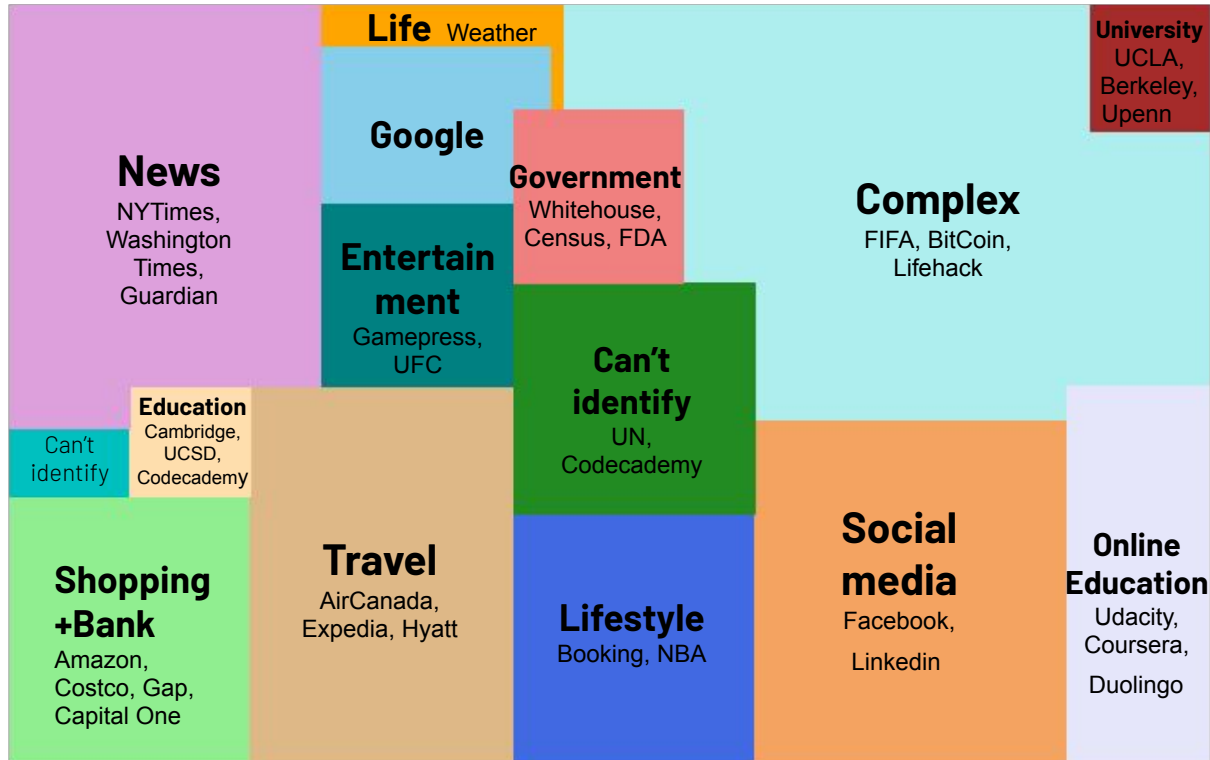 Life Weather
University
UCLA,
Berkeley,
Upenn
Google
News
NYTimes,
Washington
Times,
Guardian
Government
Whitehouse,
Census, FDA
Complex
FIFA, BitCoin,
Lifehack
Entertain
ment
Gamepress,
UFC
Can't
identify
UN,
Codecademy
Education
Cambridge,
UCSD,
Codecademy
Can't
identify
Shopping
+Bank
Amazon,
Costco, Gap,
Capital One
Travel
AirCanada,
Expedia, Hyatt
Lifestyle
Booking, NBA
Social
media
Facebook,
Linkedin
Online
Education
Udacity,
Coursera,
Duolingo